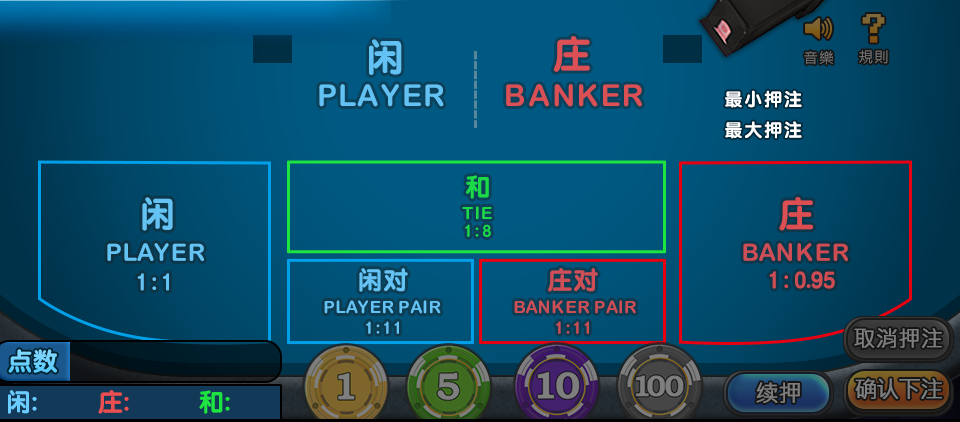 闲
PLAYER
庄
BANKER
音樂
規則
最小押注
最大押注
闲
PLAYER
1:1
和
TIE
1:8
庄
BANKER
1:0.95
闲对
PLAYER PAIR
1:11
庄对
BANKER PAIR
1:11
点数
闲: 庄: 和:
1
5
10
100
取消押注
续押
确认下注